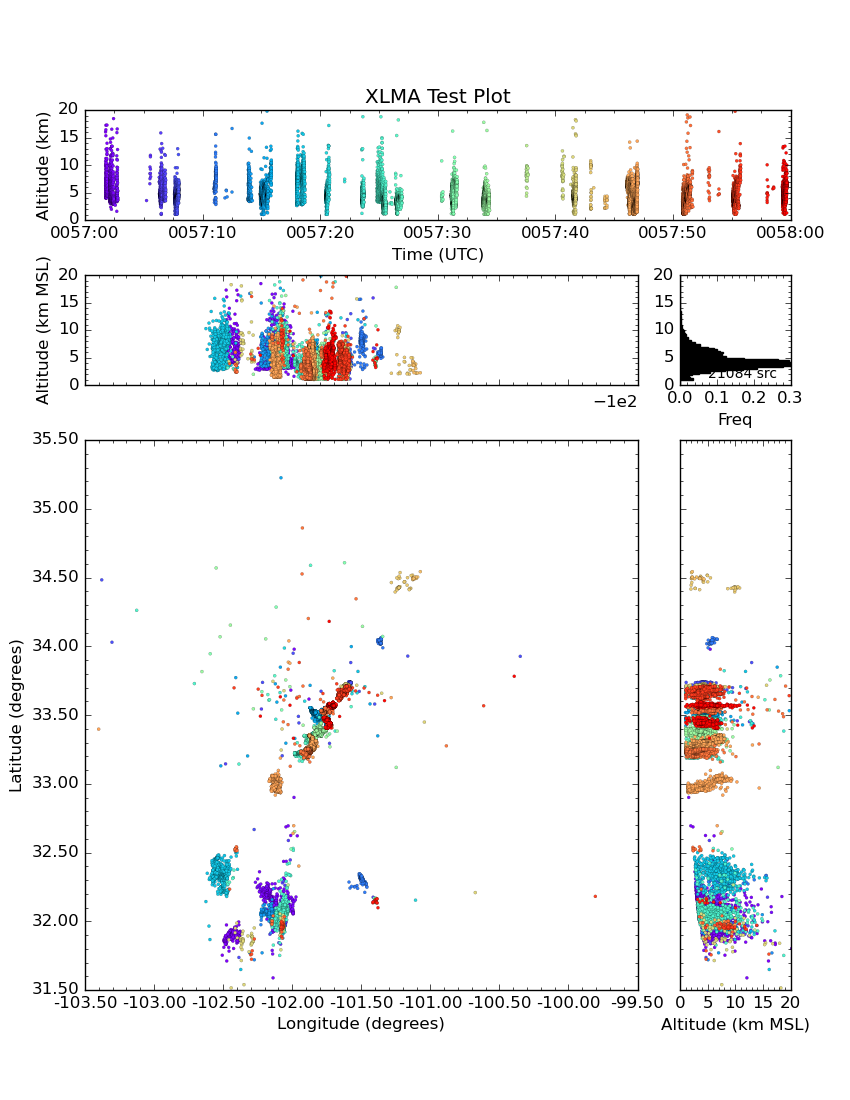 XLMA Test Plot
Altitude (km)
20
15
10
5
0
0057:00 0057:10 0057:20 0057:30 0057:40 0057:50 0058:00
Time (UTC)
Altitude (km MSL)
20
15
10
5
0
−1e2
20
15
10
5
0
21084 src
0.0 0.1 0.2 0.3
Freq
Latitude (degrees)
35.50
35.00
34.50
34.00
33.50
33.00
32.50
32.00
31.50
-103.50 -103.00 -102.50 -102.00 -101.50 -101.00 -100.50 -100.00 -99.50
Longitude (degrees)
0 5 10 15 20
Altitude (km MSL)